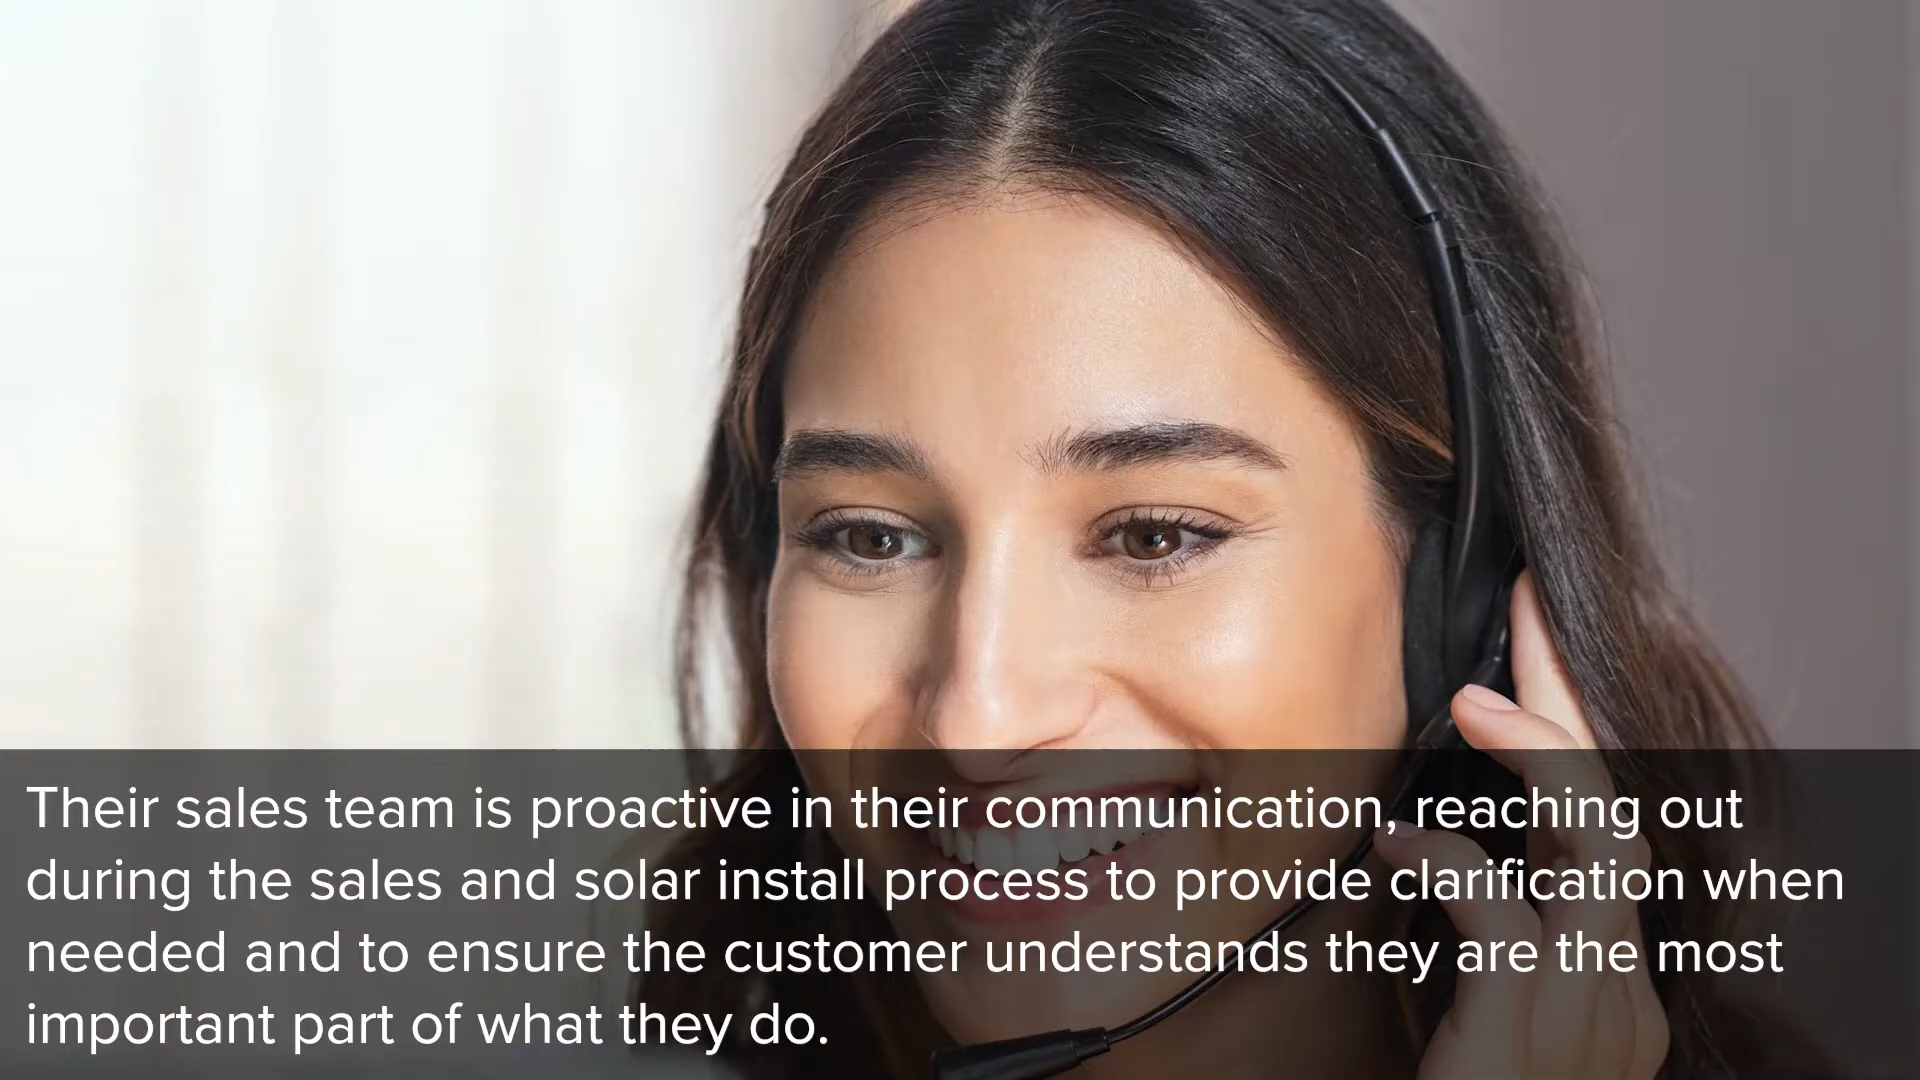 Their sales team is proactive in their communication, reaching out
during the sales and solar install process to provide clarification when
needed and to ensure the customer understands they are the most
important part of what they do.